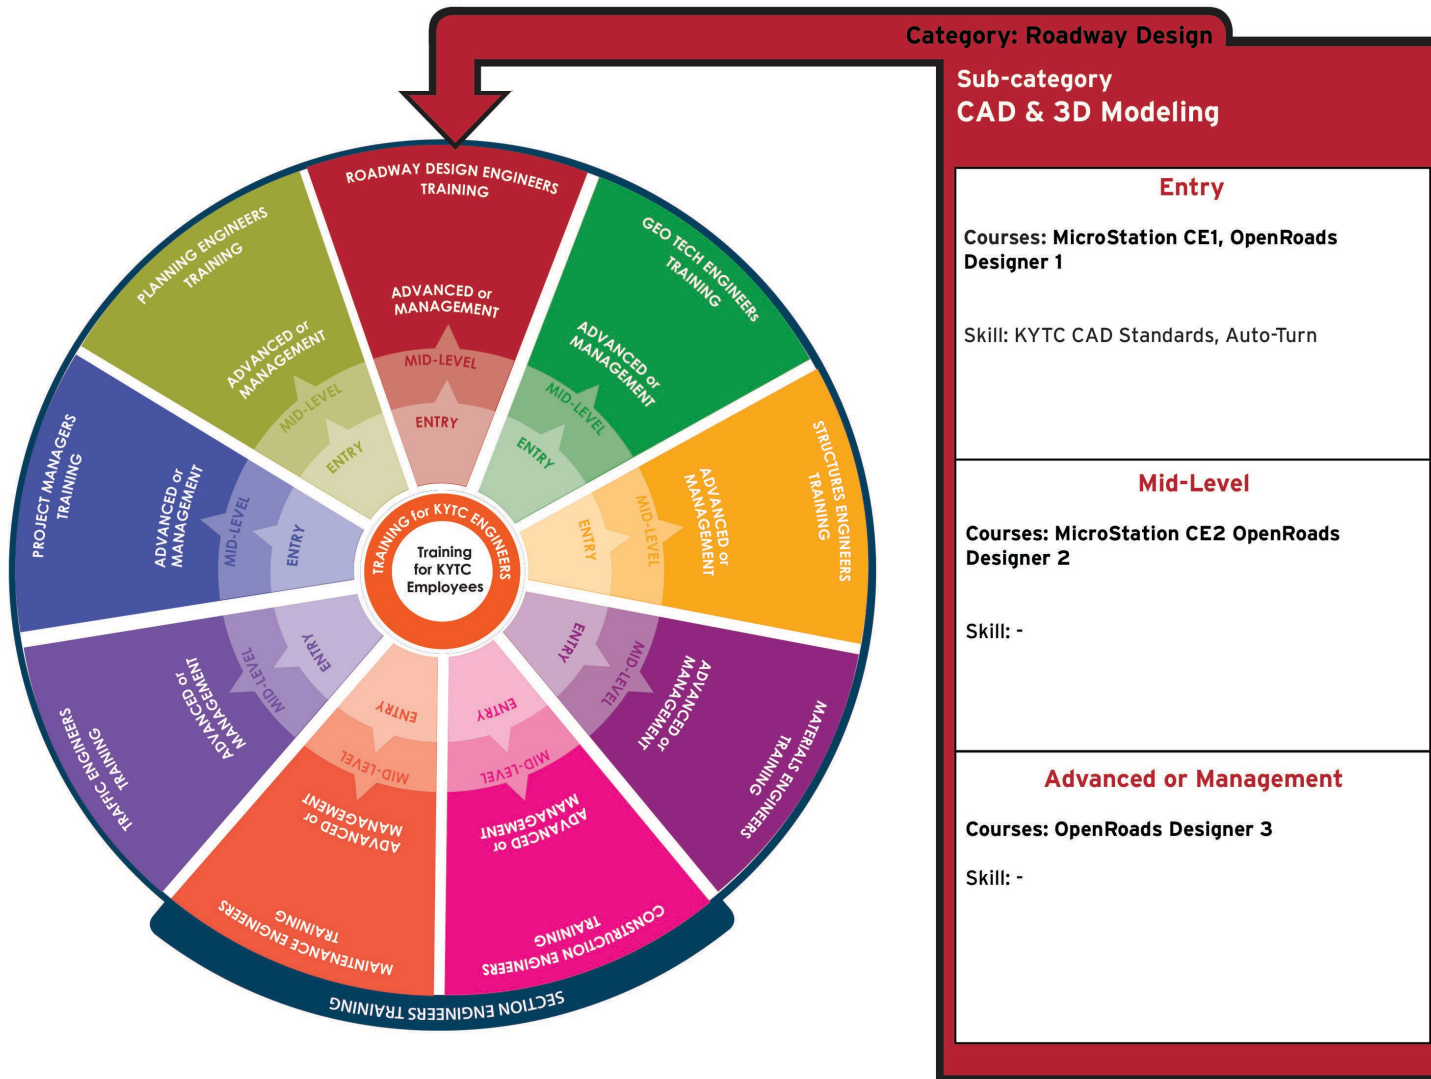 Category: Roadway Design
Sub-category
CAD & 3D Modeling
Entry
Courses: MicroStation CE1, OpenRoads
Designer 1
Skill: KYTC CAD Standards, Auto-Turn
Mid-Level
Courses: MicroStation CE2 OpenRoads
Designer 2
Skill: -
Advanced or Management
Courses: OpenRoads Designer 3
Skill: -
ROADWAY DESIGN ENGINEERS
TRAINING
ADVANCED or
MANAGEMENT
MID-LEVEL
ENTRY
GEO TECH ENGINEERS
TRAINING
ADVANCED or
MANAGEMENT
MID-LEVEL
ENTRY
STRUCTURES ENGINEERS
TRAINING
ADVANCED or
MANAGEMENT
MID-LEVEL
ENTRY
MATERIALS ENGINEERS
TRAINING
ADVANCED or
MANAGEMENT
MID-LEVEL
ENTRY
CONSTRUCTION ENGINEERS
TRAINING
ADVANCED or
MANAGEMENT
MID-LEVEL
ENTRY
MAINTENANCE ENGINEERS
TRAINING
ADVANCED or
MANAGEMENT
MID-LEVEL
ENTRY
TRAFFIC ENGINEERS
TRAINING
ADVANCED or
MANAGEMENT
MID-LEVEL
ENTRY
PROJECT MANAGERS
TRAINING
ADVANCED or
MANAGEMENT
MID-LEVEL
ENTRY
PLANNING ENGINEERS
TRAINING
ADVANCED or
MANAGEMENT
MID-LEVEL
ENTRY
TRAINING for KYTC ENGINEERS
Training
for KYTC
Employees
SECTION ENGINEERS TRAINING